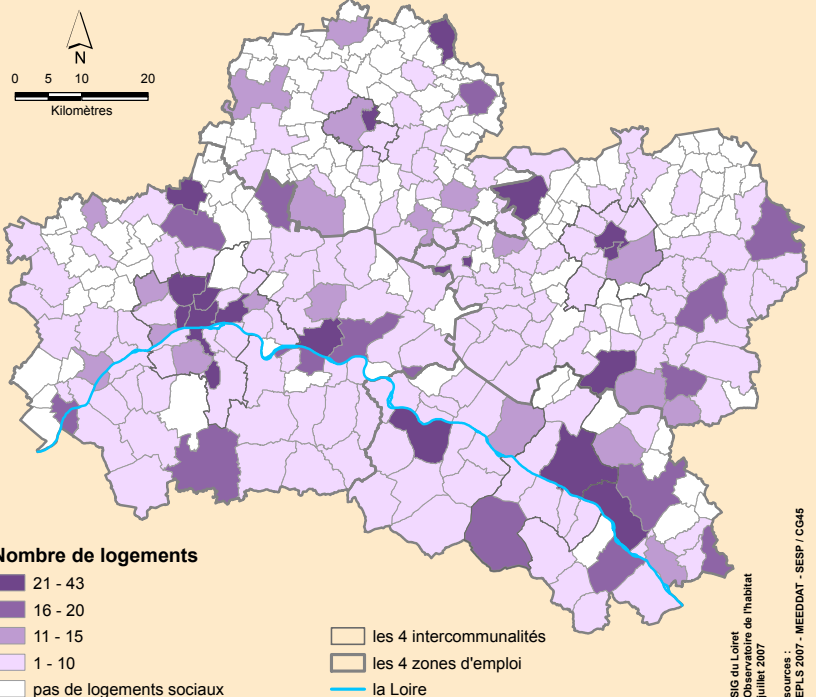 N
0 5 10 20
Kilomètres
Nombre de logements
21 - 43
16 - 20
11 - 15
1 - 10
pas de logements sociaux
les 4 intercommunalités
les 4 zones d'emploi
la Loire
SIG du Loiret
Observatoire de l'habitat
juillet 2007
sources :
EPLS 2007 - MEEDDAT - SESP / CG45